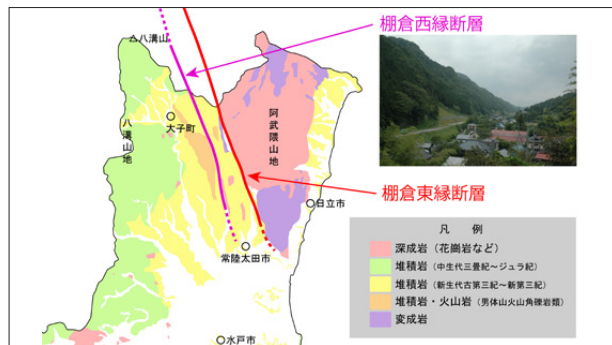 △八溝山
棚倉西縁断層
大子町
八溝山地
阿武隈山地
棚倉東縁断層
日立市
常陸太田市
水戸市
凡 例
深成岩（花崗岩など）
堆積岩（中生代三畳紀～ジュラ紀）
堆積岩（新生代古第三紀～新第三紀）
堆積岩・火山岩（男体山火山角礫岩類）
変成岩